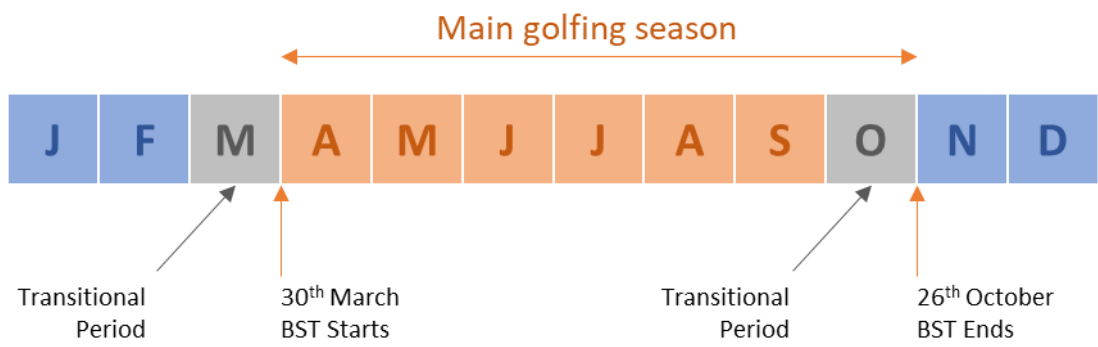 Main golfing season
J F M A M J J A S O N D
Transitional
Period
30th March
BST Starts
Transitional
Period
26th October
BST Ends